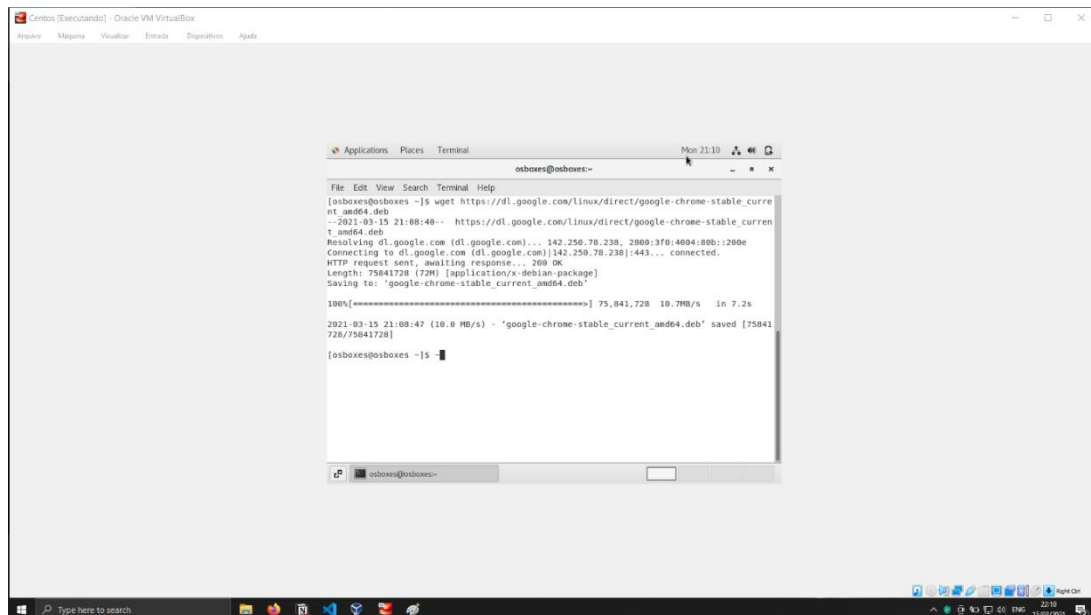 Centos [Executando] - Oracle VM VirtualBox
Arquivo Máquina Visualizar Entrada Dispositivos Ajuda
Applications Places Terminal Mon 21:10
osboxes@osboxes:~
File Edit View Search Terminal Help
[osboxes@osboxes ~]$ wget https://dl.google.com/linux/direct/google-chrome-stable_curre
nt_amd64.deb
--2021-03-15 21:08:40-- https://dl.google.com/linux/direct/google-chrome-stable_curren
t_amd64.deb
Resolving dl.google.com (dl.google.com)... 142.250.78.238, 2800:3f0:4004:80b::200e
Connecting to dl.google.com (dl.google.com)|142.250.78.238|:443... connected.
HTTP request sent, awaiting response... 200 OK
Length: 75841728 (72M) [application/x-debian-package]
Saving to: ‘google-chrome-stable_current_amd64.deb’
100%[==============================================>] 75,841,728 10.7MB/s in 7.2s
2021-03-15 21:08:47 (10.0 MB/s) - ‘google-chrome-stable_current_amd64.deb’ saved [75841
728/75841728]
[osboxes@osboxes ~]$ ~
osboxes@osboxes:~
Right Ctrl
Type here to search
ENG
22:10
15/03/2021